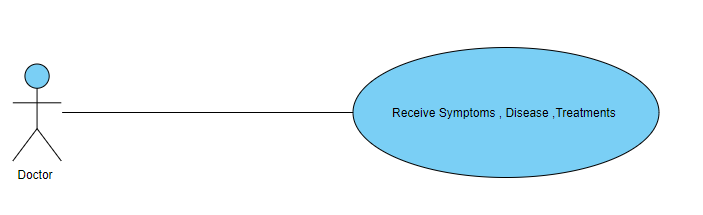 Receive Symptoms , Disease ,Treatments
Doctor